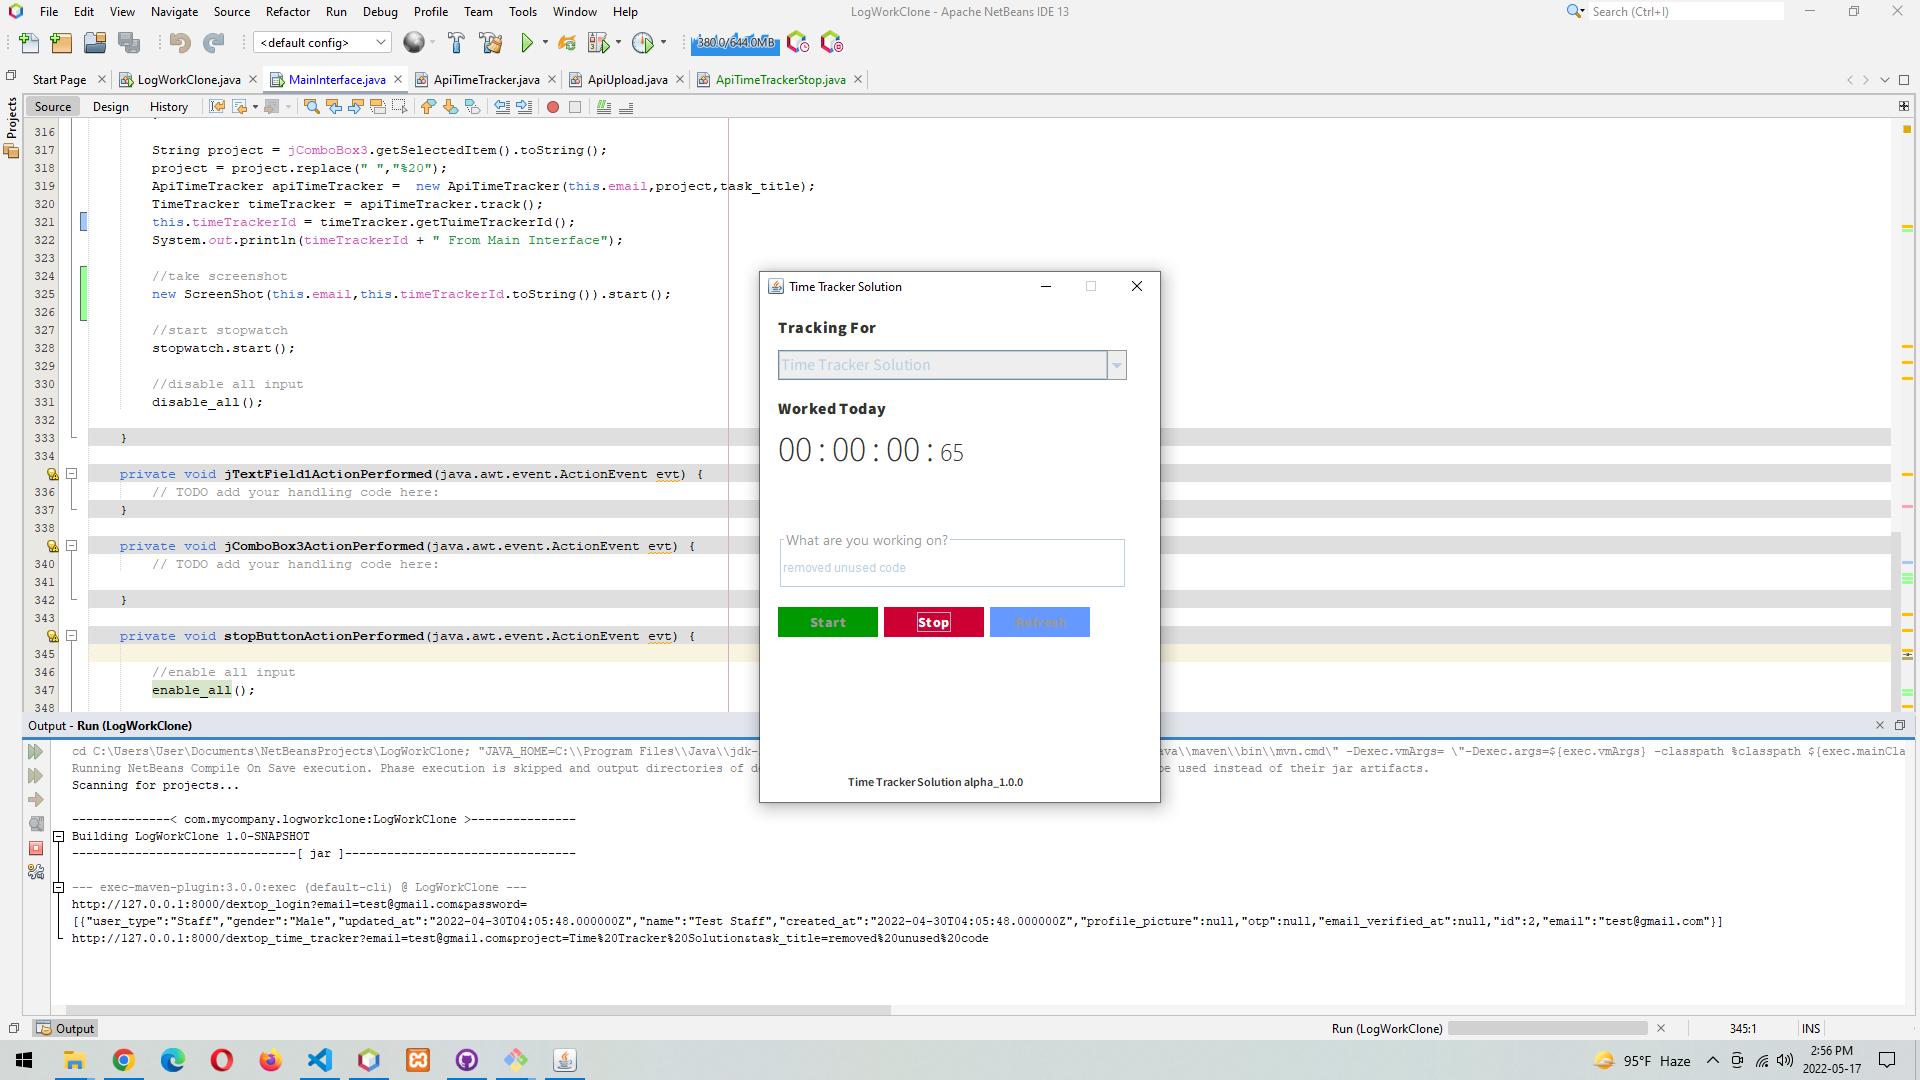 File Edit View Navigate Source Refactor Run Debug Profile Team Tools Window Help
LogWorkClone - Apache NetBeans IDE 13
Search (Ctrl+I)
<default config>
380.0/644.0MB
Start Page LogWorkClone.java MainInterface.java ApiTimeTracker.java ApiUpload.java ApiTimeTrackerStop.java
Source Design History
Projects
316
317 String project = jComboBox3.getSelectedItem().toString();
318 project = project.replace(" ","%20");
319 ApiTimeTracker apiTimeTracker =  new ApiTimeTracker(this.email,project,task_title);
320 TimeTracker timeTracker = apiTimeTracker.track();
321 this.timeTrackerId = timeTracker.getTuimeTrackerId();
322 System.out.println(timeTrackerId + " From Main Interface");
323
324 //take screenshot
325 new ScreenShot(this.email,this.timeTrackerId.toString()).start();
326
327 //start stopwatch
328 stopwatch.start();
329
330 //disable all input
331 disable_all();
332
333 }
334
private void jTextField1ActionPerformed(java.awt.event.ActionEvent evt) {
336 // TODO add your handling code here:
337 }
338
private void jComboBox3ActionPerformed(java.awt.event.ActionEvent evt) {
340 // TODO add your handling code here:
341
342 }
343
private void stopButtonActionPerformed(java.awt.event.ActionEvent evt) {
345
346 //enable all input
347 enable_all();
348
Time Tracker Solution
Tracking For
Time Tracker Solution
Worked Today
00 : 00 : 00 : 65
What are you working on?
removed unused code
Start Stop Refresh
Time Tracker Solution alpha_1.0.0
Output - Run (LogWorkClone)
cd C:\Users\User\Documents\NetBeansProjects\LogWorkClone; "JAVA_HOME=C:\\Program Files\\Java\\jdk- ava\\maven\\bin\\mvn.cmd\" -Dexec.vmArgs= \"-Dexec.args=${exec.vmArgs} -classpath %classpath ${exec.mainCla
Running NetBeans Compile On Save execution. Phase execution is skipped and output directories of de be used instead of their jar artifacts.
Scanning for projects...
--------------< com.mycompany.logworkclone:LogWorkClone >---------------
Building LogWorkClone 1.0-SNAPSHOT
--------------------------------[ jar ]---------------------------------
--- exec-maven-plugin:3.0.0:exec (default-cli) @ LogWorkClone ---
http://127.0.0.1:8000/dextop_login?email=test@gmail.com&password=
[{"user_type":"Staff","gender":"Male","updated_at":"2022-04-30T04:05:48.000000Z","name":"Test Staff","created_at":"2022-04-30T04:05:48.000000Z","profile_picture":null,"otp":null,"email_verified_at":null,"id":2,"email":"test@gmail.com"}]
http://127.0.0.1:8000/dextop_time_tracker?email=test@gmail.com&project=Time%20Tracker%20Solution&task_title=removed%20unused%20code
Output
Run (LogWorkClone)
345:1 INS
95°F Haze
2:56 PM
2022-05-17